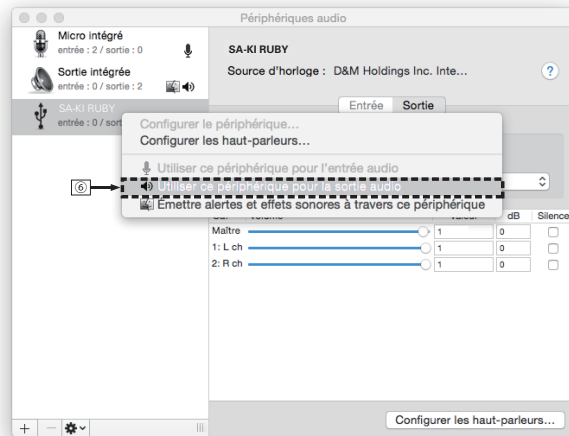 Périphériques audio
Micro intégré
entrée : 2 / sortie : 0
Sortie intégrée
entrée : 0 / sortie : 2
SA-KI RUBY
entrée : 0 / sort
SA-KI RUBY
Source d'horloge : D&M Holdings Inc. Inte...
?
Entrée Sortie
Configurer le périphérique...
Configurer les haut-parleurs...
Utiliser ce périphérique pour l'entrée audio
6
Utiliser ce périphérique pour la sortie audio
Émettre alertes et effets sonores à travers ce périphérique
Volume Valeur dB Silence
Maître 1 0
1: L ch 1 0
2: R ch 1 0
Configurer les haut-parleurs...